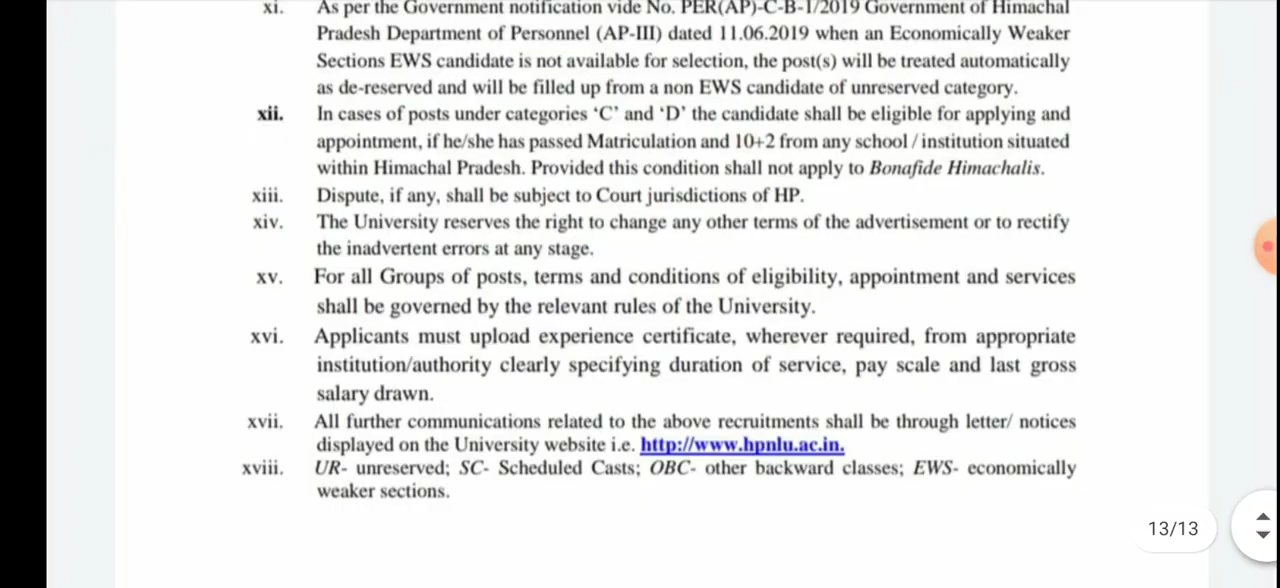 xi. As per the Government notification vide No. PER(AP)-C-B-1/2019 Government of Himachal
Pradesh Department of Personnel (AP-III) dated 11.06.2019 when an Economically Weaker
Sections EWS candidate is not available for selection, the post(s) will be treated automatically
as de-reserved and will be filled up from a non EWS candidate of unreserved category.
xii. In cases of posts under categories ‘C’ and ‘D’ the candidate shall be eligible for applying and
appointment, if he/she has passed Matriculation and 10+2 from any school / institution situated
within Himachal Pradesh. Provided this condition shall not apply to Bonafide Himachalis.
xiii. Dispute, if any, shall be subject to Court jurisdictions of HP.
xiv. The University reserves the right to change any other terms of the advertisement or to rectify
the inadvertent errors at any stage.
xv. For all Groups of posts, terms and conditions of eligibility, appointment and services
shall be governed by the relevant rules of the University.
xvi. Applicants must upload experience certificate, wherever required, from appropriate
institution/authority clearly specifying duration of service, pay scale and last gross
salary drawn.
xvii. All further communications related to the above recruitments shall be through letter/ notices
displayed on the University website i.e. http://www.hpnlu.ac.in.
xviii. UR- unreserved; SC- Scheduled Casts; OBC- other backward classes; EWS- economically
weaker sections.
13/13